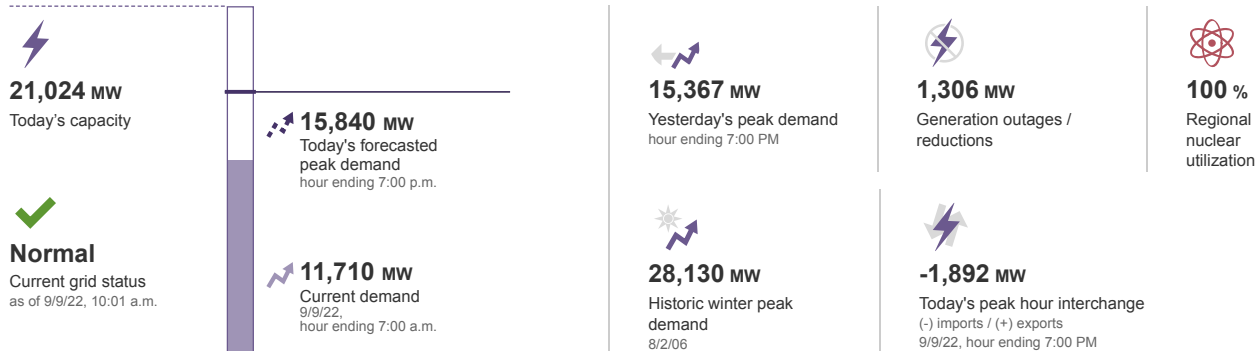 21,024 MW
Today's capacity
Normal
Current grid status
as of 9/9/22, 10:01 a.m.
15,840 MW
Today's forecasted
peak demand
hour ending 7:00 p.m.
11,710 MW
Current demand
9/9/22,
hour ending 7:00 a.m.
15,367 MW
Yesterday's peak demand
hour ending 7:00 PM
1,306 MW
Generation outages /
reductions
100 %
Regional
nuclear
utilization
28,130 MW
Historic winter peak
demand
8/2/06
-1,892 MW
Today's peak hour interchange
(-) imports / (+) exports
9/9/22, hour ending 7:00 PM